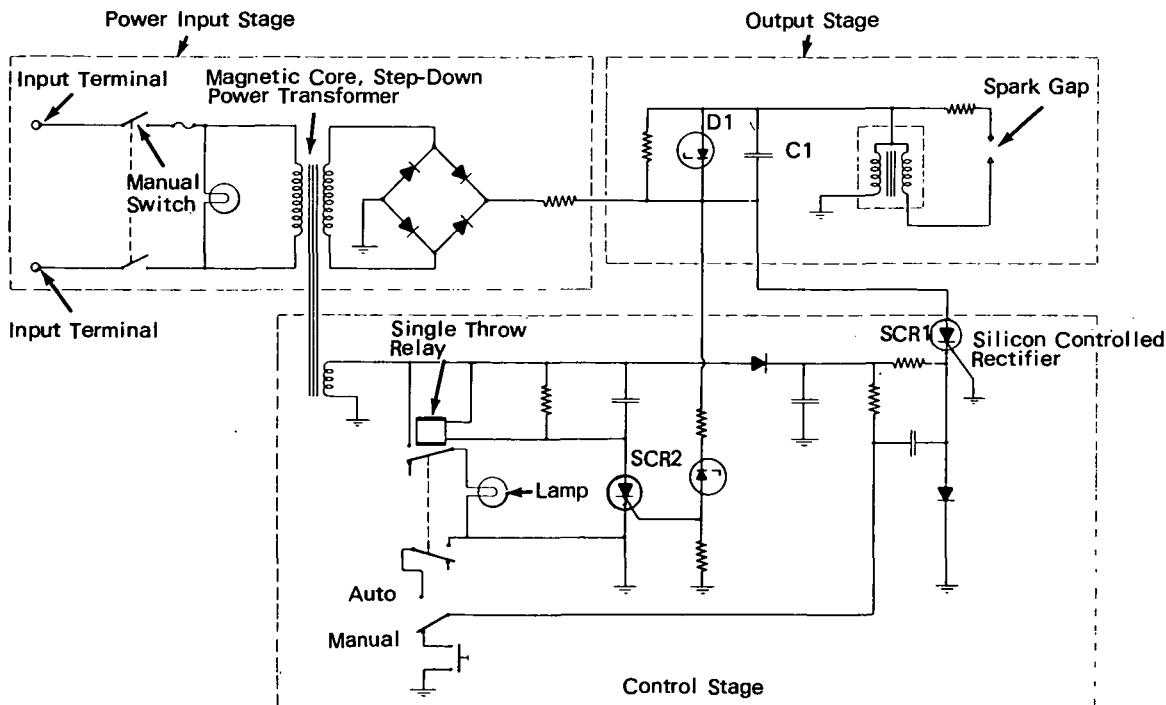 Power Input Stage
Output Stage
Input Terminal
Magnetic Core, Step-Down
Power Transformer
Spark Gap
D1
C1
Manual
Switch
Input Terminal
Single Throw
Relay
SCR1
Silicon Controlled
Rectifier
SCR2
Lamp
Auto
Manual
Control Stage